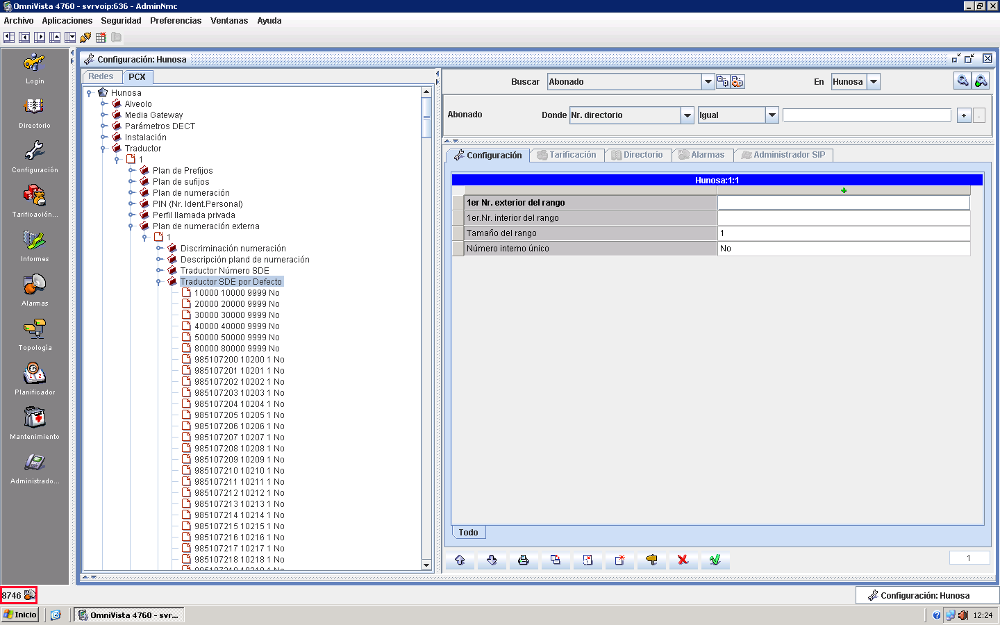 OmniVista 4760 - svrvoip:636 - AdminNmc
Archivo Aplicaciones Seguridad Preferencias Ventanas Ayuda
Login
Directorio
Configuración
Tarificación...
Informes
Alarmas
Topología
Planificador
Mantenimiento
Administrado...
Configuración: Hunosa
Redes PCX
Hunosa
Alveolo
Media Gateway
Parámetros DECT
Instalación
Traductor
1
Plan de Prefijos
Plan de sufijos
Plan de numeración
PIN (Nr. Ident.Personal)
Perfil llamada privada
Plan de numeración externa
1
Discriminación numeración
Descripción pland de numeración
Traductor Número SDE
Traductor SDE por Defecto
10000 10000 9999 No
20000 20000 9999 No
30000 30000 9999 No
40000 40000 9999 No
50000 50000 9999 No
80000 80000 9999 No
985107200 10200 1 No
985107201 10201 1 No
985107202 10202 1 No
985107203 10203 1 No
985107204 10204 1 No
985107205 10205 1 No
985107206 10206 1 No
985107207 10207 1 No
985107208 10208 1 No
985107209 10209 1 No
985107210 10210 1 No
985107211 10211 1 No
985107212 10212 1 No
985107213 10213 1 No
985107214 10214 1 No
985107215 10215 1 No
985107216 10216 1 No
985107217 10217 1 No
985107218 10218 1 No
985107219 10219 1 No
Buscar Abonado En Hunosa
Abonado Donde Nr. directorio Igual + -
Configuración Tarificación Directorio Alarmas Administrador SIP
Hunosa:1:1
1er Nr. exterior del rango
1er.Nr. interior del rango
Tamaño del rango 1
Número interno único No
Todo
1
8746
Configuración: Hunosa
Inicio
OmniVista 4760 - svr...
12:24